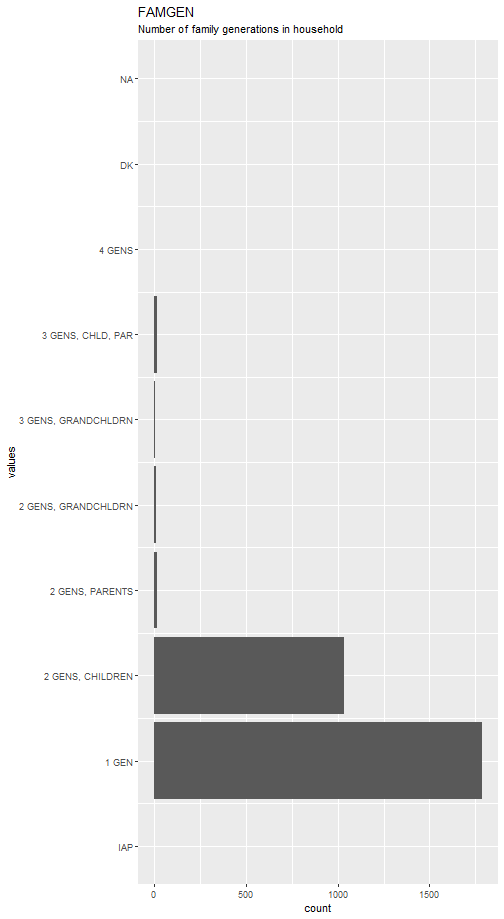 FAMGEN
Number of family generations in household
NA
DK
4 GENS
3 GENS, CHLD, PAR
3 GENS, GRANDCHLDRN
2 GENS, GRANDCHLDRN
2 GENS, PARENTS
2 GENS, CHILDREN
1 GEN
IAP
values
0 500 1000 1500
count